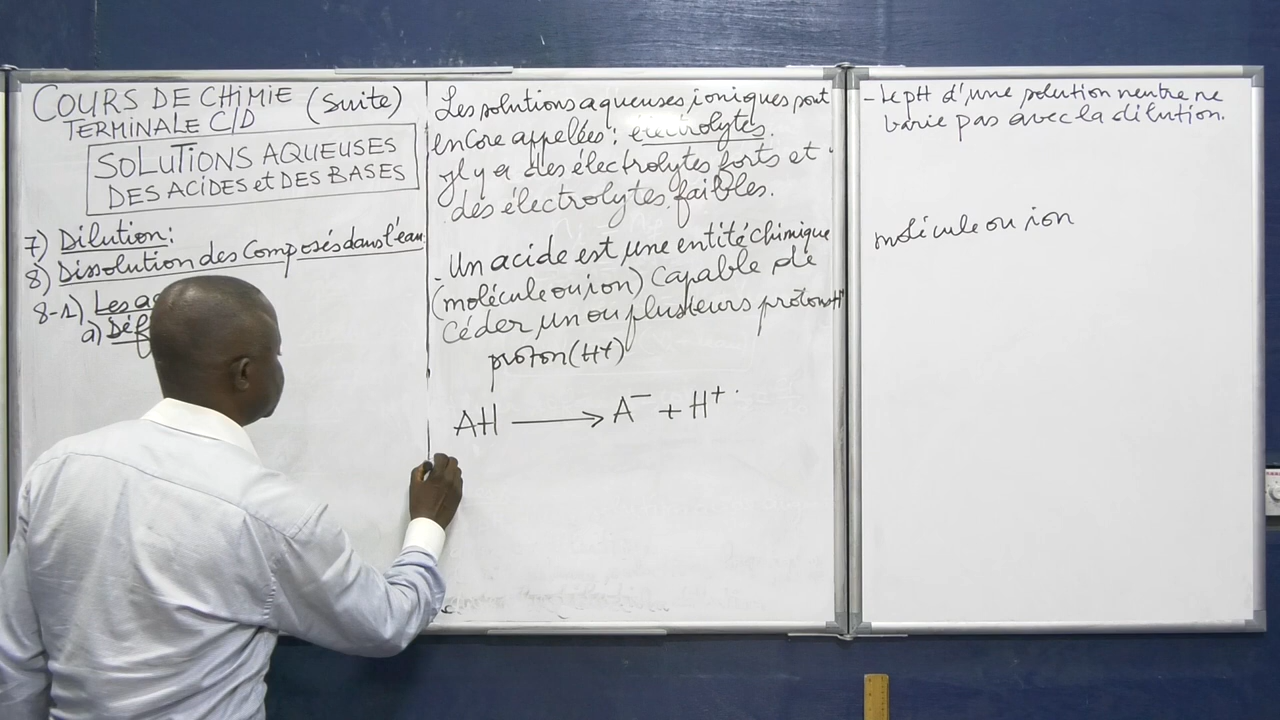 COURS DE CHIMIE (Suite)
TERMINALE C/D
SOLUTIONS AQUEUSES
DES ACIDES et DES BASES
7) Dilution:
8) Dissolution des Composés dans l'eau
8-1) Les a
a) Déf
Les solutions aqueuses ioniques sont
encore appelées : électrolytes.
Il y a des électrolytes forts et
des électrolytes faibles.
- Un acide est une entité chimique
(molécule ou ion) capable de
Céder un ou plusieurs protons H+
proton (H+)
AH ⟶ A⁻ + H⁺.
- Le pH d'une solution neutre ne
varie pas avec la dilution.
molécule ou ion